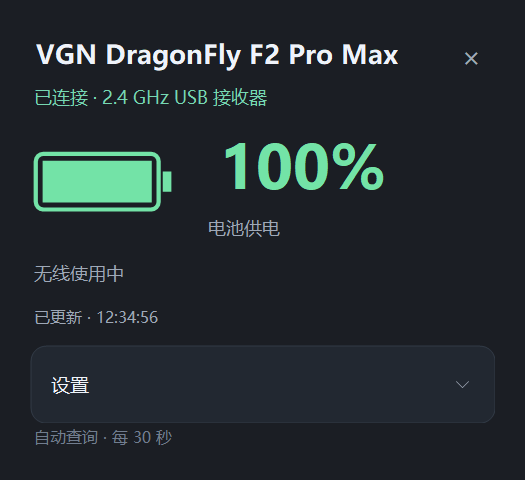 VGN DragonFly F2 Pro Max
已连接 · 2.4 GHz USB 接收器
100%
电池供电
无线使用中
已更新 · 12:34:56
设置
自动查询 · 每 30 秒